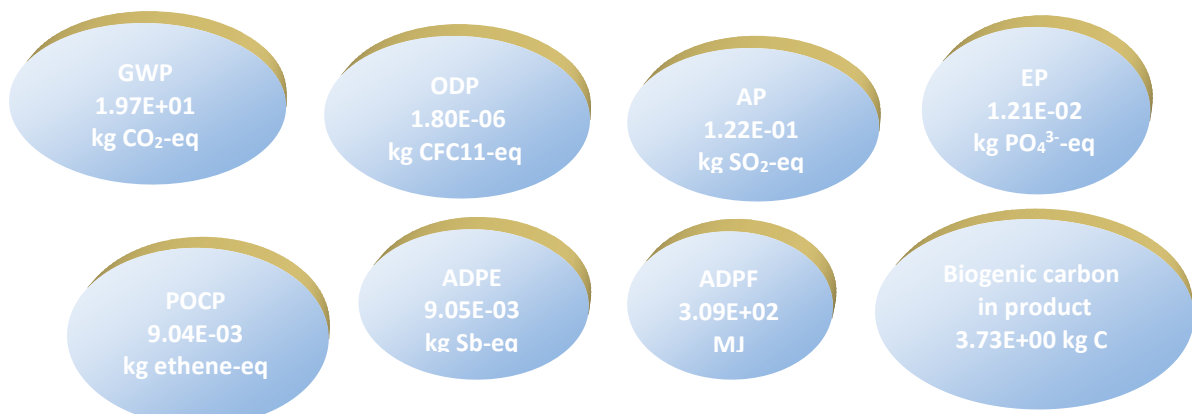 GWP
1.97E+01
kg CO₂-eq
ODP
1.80E-06
kg CFC11-eq
AP
1.22E-01
kg SO₂-eq
EP
1.21E-02
kg PO₄³⁻-eq
POCP
9.04E-03
kg ethene-eq
ADPE
9.05E-03
kg Sb-eq
ADPF
3.09E+02
MJ
Biogenic carbon
in product
3.73E+00 kg C